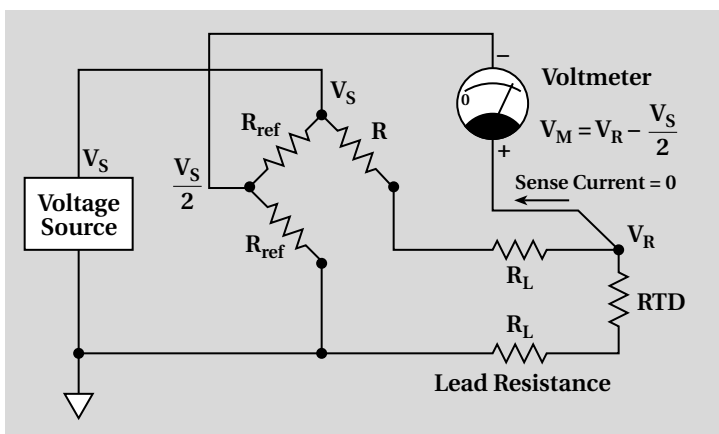 Voltmeter
V_M = V_R − V_S/2
−
0
+
V_S
R_ref
R
V_S
V_S/2
Voltage
Source
Sense Current = 0
R_ref
V_R
R_L
RTD
R_L
Lead Resistance